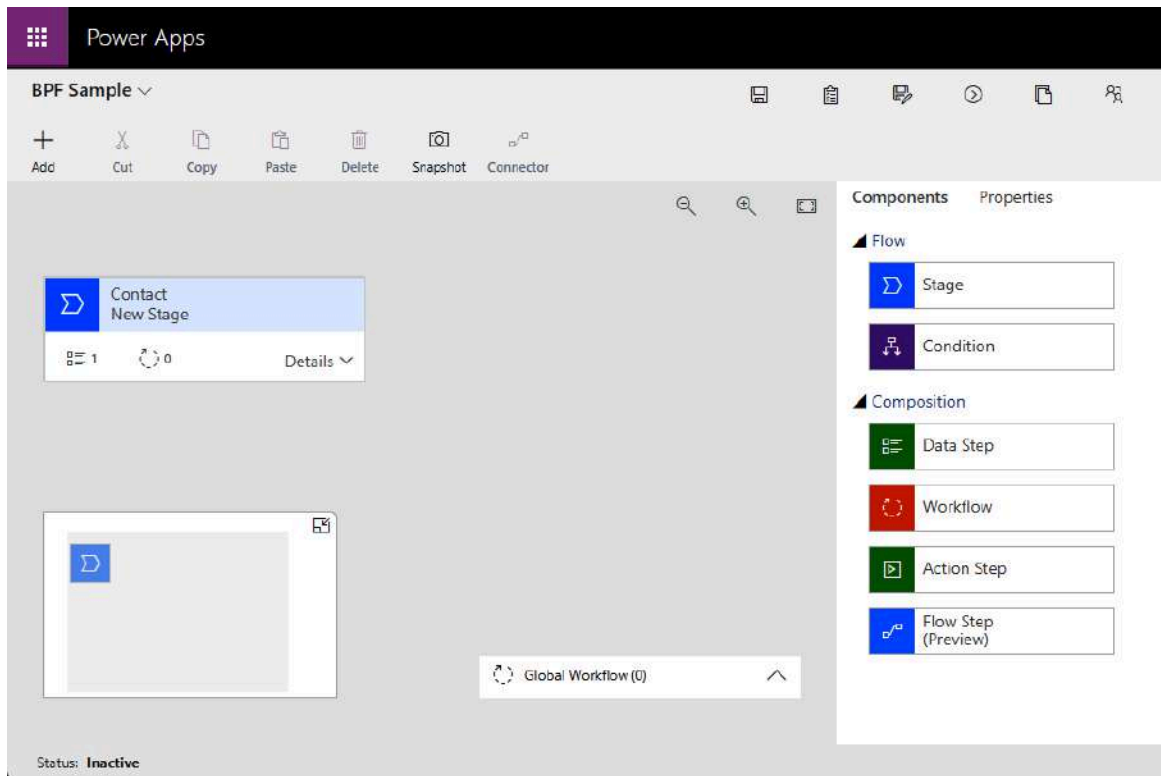 Power Apps
BPF Sample
Add Cut Copy Paste Delete Snapshot Connector
Components Properties
Flow
Stage
Condition
Composition
Data Step
Workflow
Action Step
Flow Step
(Preview)
Contact
New Stage
1 0 Details
Global Workflow (0)
Status: Inactive